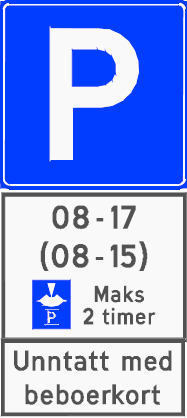 P
08-17
(08-15)
P
Maks
2 timer
Unntatt med
beboerkort